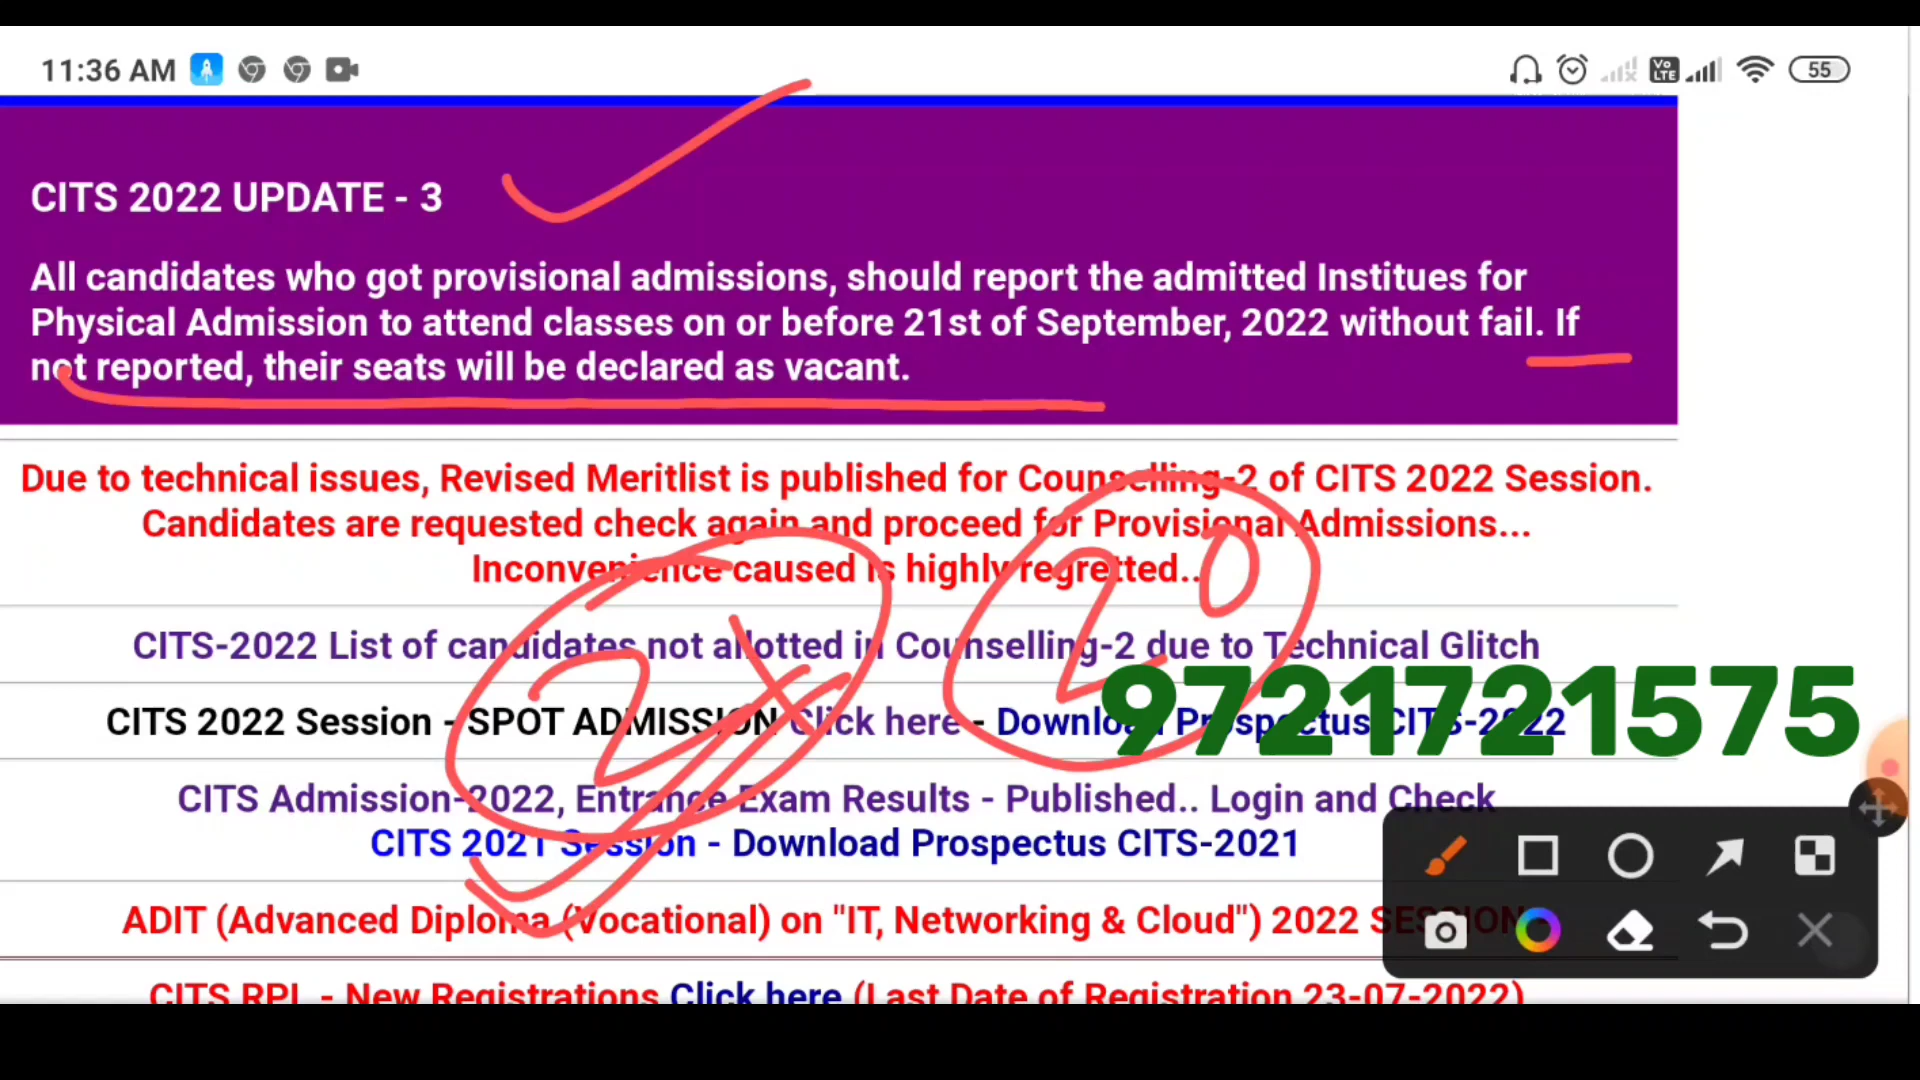 11:36 AM
Vo LTE
55
CITS 2022 UPDATE - 3
All candidates who got provisional admissions, should report the admitted Institues for
Physical Admission to attend classes on or before 21st of September, 2022 without fail. If
not reported, their seats will be declared as vacant.
Due to technical issues, Revised Meritlist is published for Counselling-2 of CITS 2022 Session.
Candidates are requested check again and proceed for Provisional Admissions...
Inconvenience caused is highly regretted..
20
CITS-2022 List of candidates not allotted in Counselling-2 due to Technical Glitch
9721721575
CITS 2022 Session - SPOT ADMISSION Click here - Download Prospectus CITS-2022
CITS Admission-2022, Entrance Exam Results - Published.. Login and Check
CITS 2021 Session - Download Prospectus CITS-2021
ADIT (Advanced Diploma (Vocational) on "IT, Networking & Cloud") 2022 SESSION
CITS RPL - New Registrations Click here (Last Date of Registration 23-07-2022)